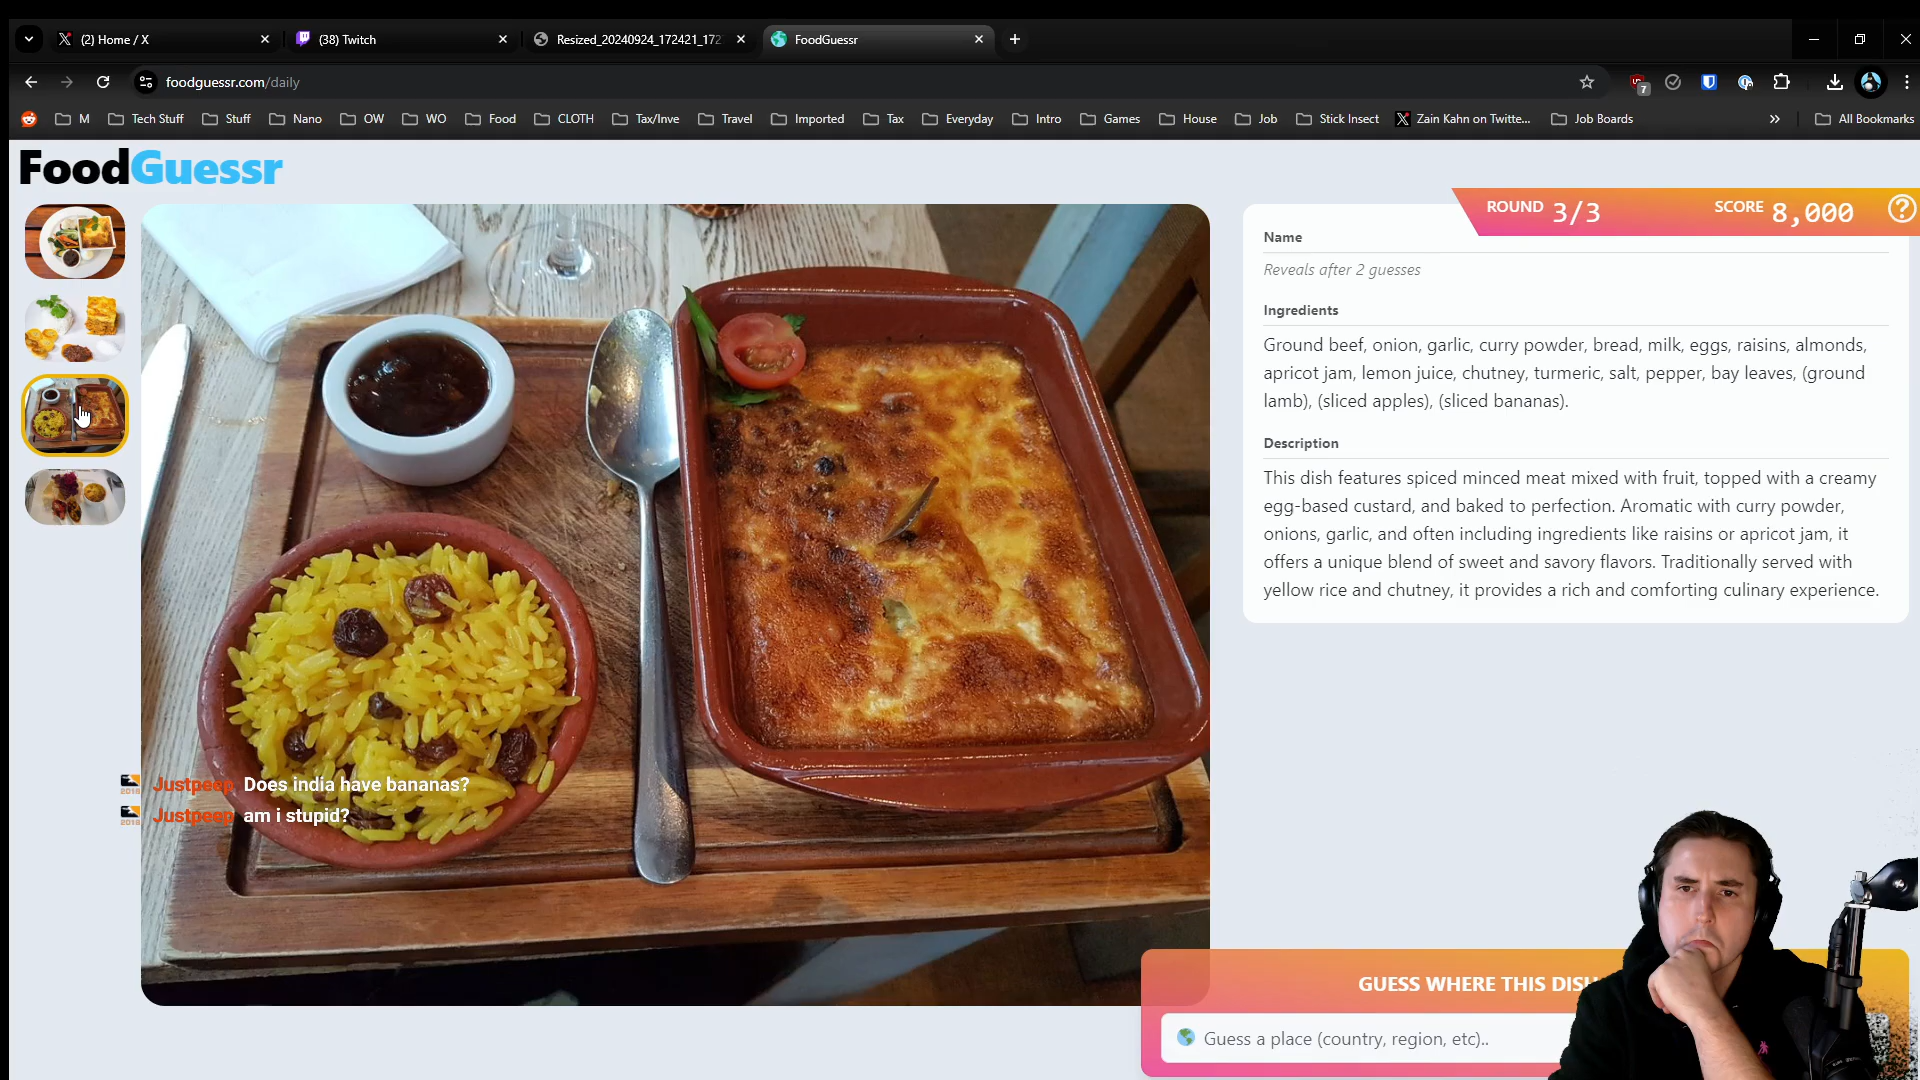 (2) Home / X
(38) Twitch
Resized_20240924_172421_172
FoodGuessr
foodguessr.com/daily
7
M
Tech Stuff
Stuff
Nano
OW
WO
Food
CLOTH
Tax/Inve
Travel
Imported
Tax
Everyday
Intro
Games
House
Job
Stick Insect
Zain Kahn on Twitte...
Job Boards
All Bookmarks
FoodGuessr
ROUND 3/3
SCORE 8,000
Name
Reveals after 2 guesses
Ingredients
Ground beef, onion, garlic, curry powder, bread, milk, eggs, raisins, almonds,
apricot jam, lemon juice, chutney, turmeric, salt, pepper, bay leaves, (ground
lamb), (sliced apples), (sliced bananas).
Description
This dish features spiced minced meat mixed with fruit, topped with a creamy
egg-based custard, and baked to perfection. Aromatic with curry powder,
onions, garlic, and often including ingredients like raisins or apricot jam, it
offers a unique blend of sweet and savory flavors. Traditionally served with
yellow rice and chutney, it provides a rich and comforting culinary experience.
2018 Justpeep Does india have bananas?
2018 Justpeep am i stupid?
GUESS WHERE THIS DISH
Guess a place (country, region, etc)..